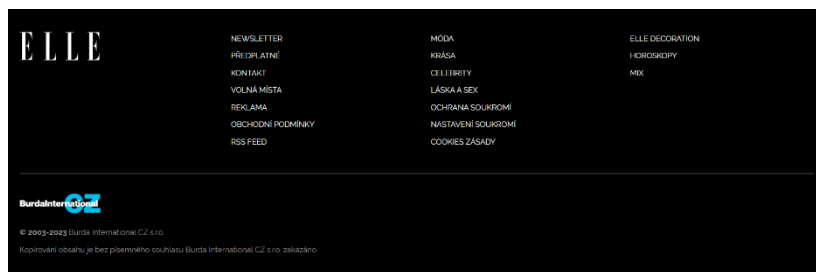 ELLE
NEWSLETTER
PŘEDPLATNÉ
KONTAKT
VOLNÁ MÍSTA
REKLAMA
OBCHODNÍ PODMÍNKY
RSS FEED
MÓDA
KRÁSA
CELEBRITY
LÁSKA A SEX
OCHRANA SOUKROMÍ
NASTAVENÍ SOUKROMÍ
COOKIES ZÁSADY
ELLE DECORATION
HOROSKOPY
MIX
BurdaInternational CZ
© 2003-2023 Burda International CZ s.r.o.
Kopírování obsahu je bez písemného souhlasu Burda International CZ s.r.o. zakázáno.